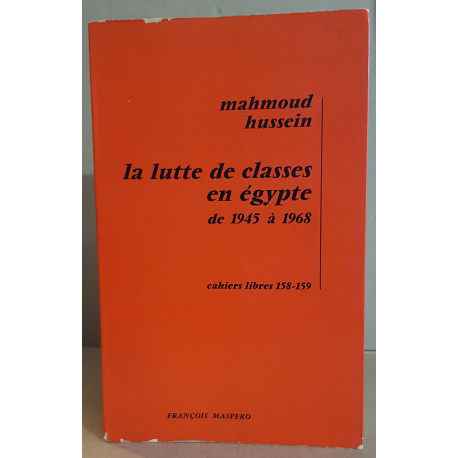 mahmoud
hussein
la lutte de classes
en égypte
de 1945 à 1968
cahiers libres 158-159
FRANÇOIS MASPERO